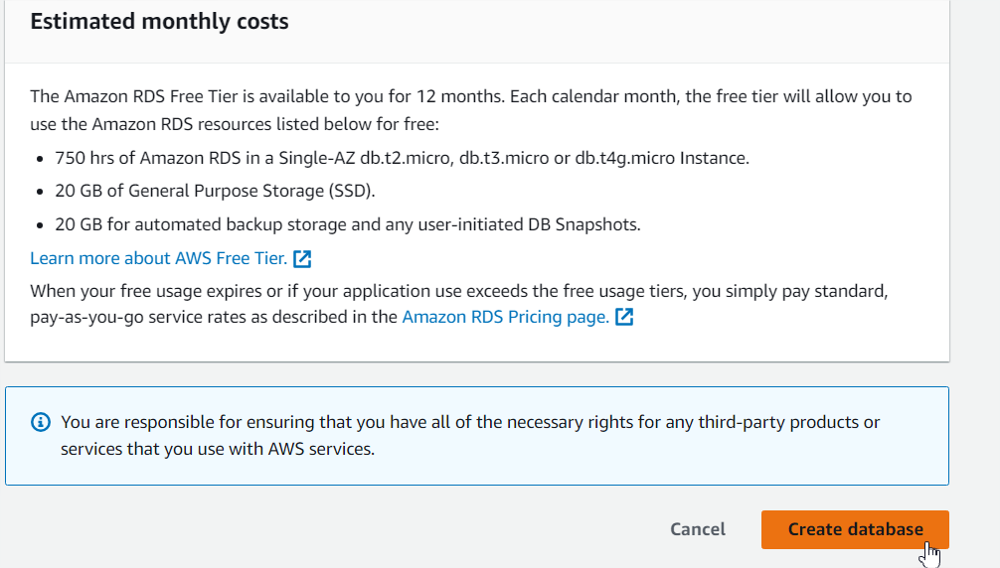 Estimated monthly costs
The Amazon RDS Free Tier is available to you for 12 months. Each calendar month, the free tier will allow you to
use the Amazon RDS resources listed below for free:
• 750 hrs of Amazon RDS in a Single-AZ db.t2.micro, db.t3.micro or db.t4g.micro Instance.
• 20 GB of General Purpose Storage (SSD).
• 20 GB for automated backup storage and any user-initiated DB Snapshots.
Learn more about AWS Free Tier.
When your free usage expires or if your application use exceeds the free usage tiers, you simply pay standard,
pay-as-you-go service rates as described in the Amazon RDS Pricing page.
You are responsible for ensuring that you have all of the necessary rights for any third-party products or
services that you use with AWS services.
Cancel Create database